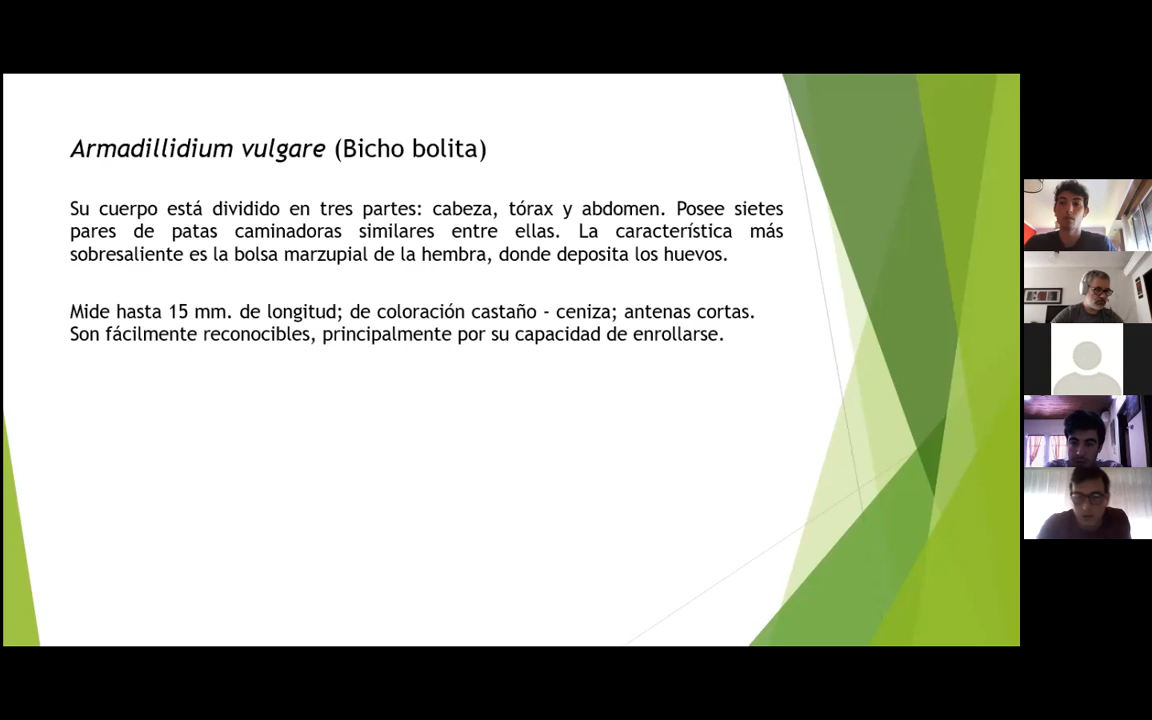 Armadillidium vulgare (Bicho bolita)
Su cuerpo está dividido en tres partes: cabeza, tórax y abdomen. Posee sietes
pares de patas caminadoras similares entre ellas. La característica más
sobresaliente es la bolsa marzupial de la hembra, donde deposita los huevos.
Mide hasta 15 mm. de longitud; de coloración castaño - ceniza; antenas cortas.
Son fácilmente reconocibles, principalmente por su capacidad de enrollarse.